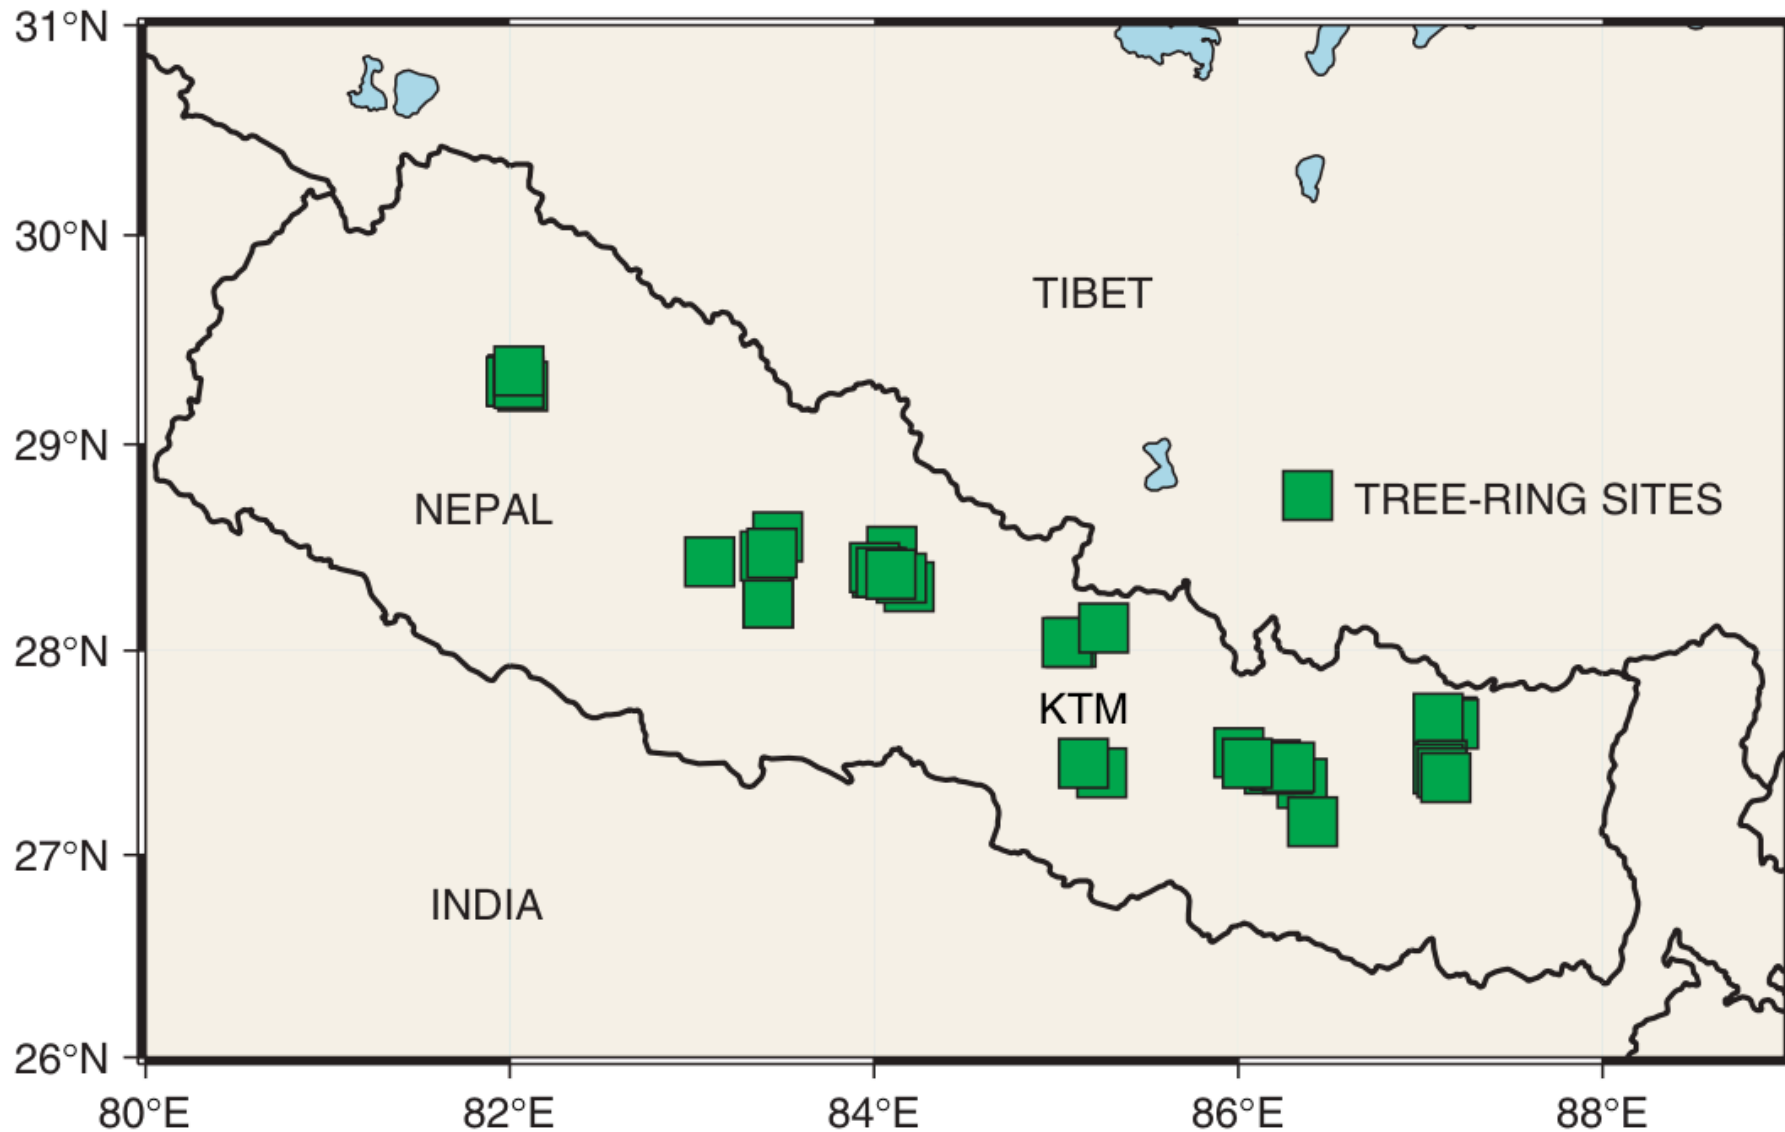 31°N
30°N
TIBET
29°N
NEPAL
TREE-RING SITES
28°N
KTM
27°N
INDIA
26°N
80°E 82°E 84°E 86°E 88°E